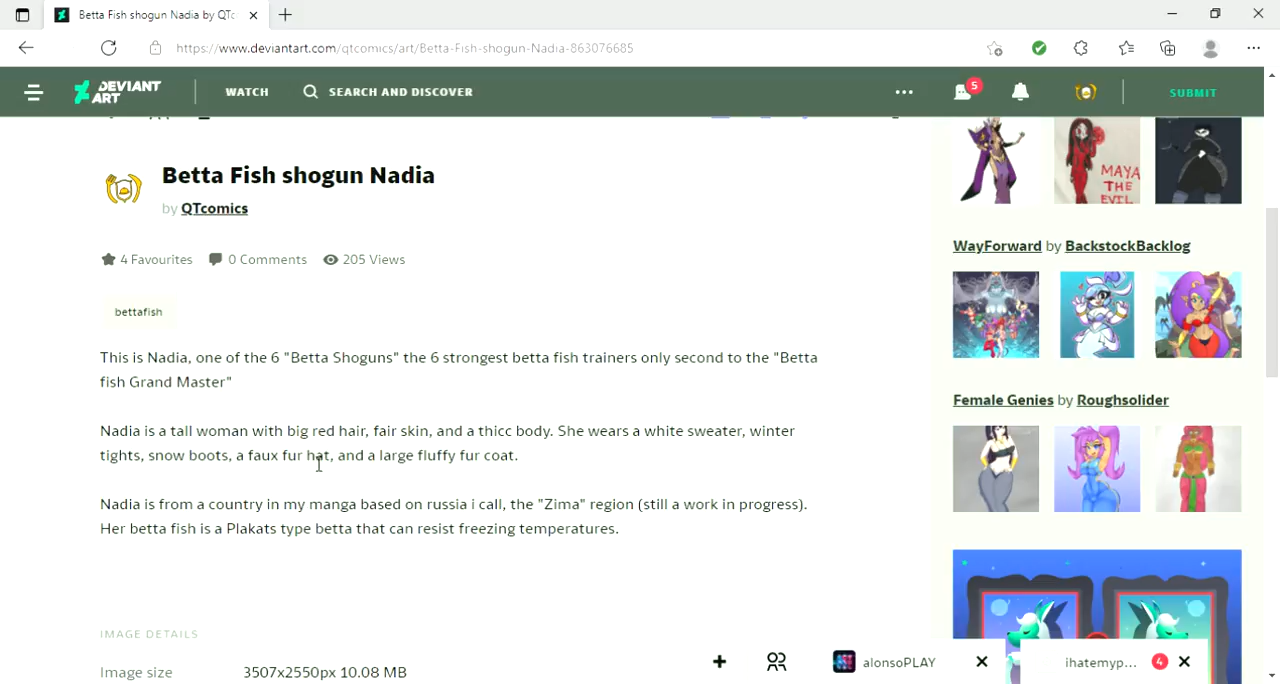 Betta Fish shogun Nadia by QTc
https://www.deviantart.com/qtcomics/art/Betta-Fish-shogun-Nadia-863076685
DEVIANT ART WATCH SEARCH AND DISCOVER 5 SUBMIT
Betta Fish shogun Nadia
by QTcomics
4 Favourites 0 Comments 205 Views
bettafish
This is Nadia, one of the 6 "Betta Shoguns" the 6 strongest betta fish trainers only second to the "Betta
fish Grand Master"
Nadia is a tall woman with big red hair, fair skin, and a thicc body. She wears a white sweater, winter
tights, snow boots, a faux fur hat, and a large fluffy fur coat.
Nadia is from a country in my manga based on russia i call, the "Zima" region (still a work in progress).
Her betta fish is a Plakats type betta that can resist freezing temperatures.
IMAGE DETAILS
Image size 3507x2550px 10.08 MB
MAYA
THE
EVIL
WayForward by BackstockBacklog
Female Genies by Roughsolider
alonsoPLAY
ihatemyp... 4